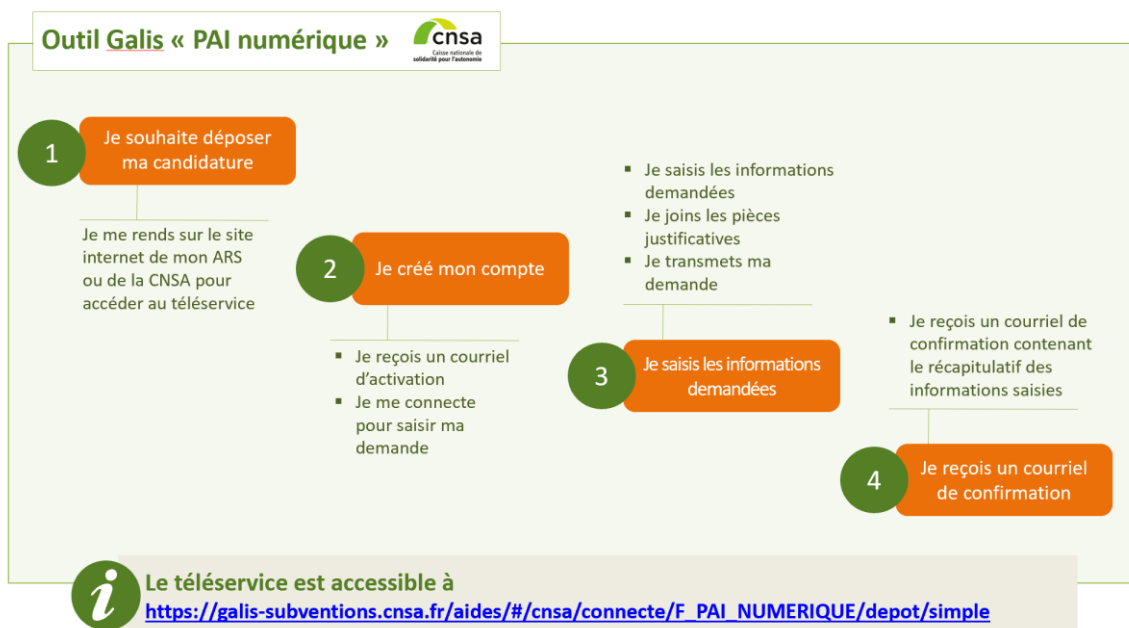 Outil Galis « PAI numérique »
cnsa
Caisse nationale de
solidarité pour l'autonomie
1
Je souhaite déposer
ma candidature
Je me rends sur le site
internet de mon ARS
ou de la CNSA pour
accéder au téléservice
2
Je créé mon compte
▪ Je reçois un courriel
d'activation
▪ Je me connecte
pour saisir ma
demande
▪ Je saisis les informations
demandées
▪ Je joins les pièces
justificatives
▪ Je transmets ma
demande
3
Je saisis les informations
demandées
▪ Je reçois un courriel de
confirmation contenant
le récapitulatif des
informations saisies
4
Je reçois un courriel
de confirmation
i
Le téléservice est accessible à
https://galis-subventions.cnsa.fr/aides/#/cnsa/connecte/F_PAI_NUMERIQUE/depot/simple